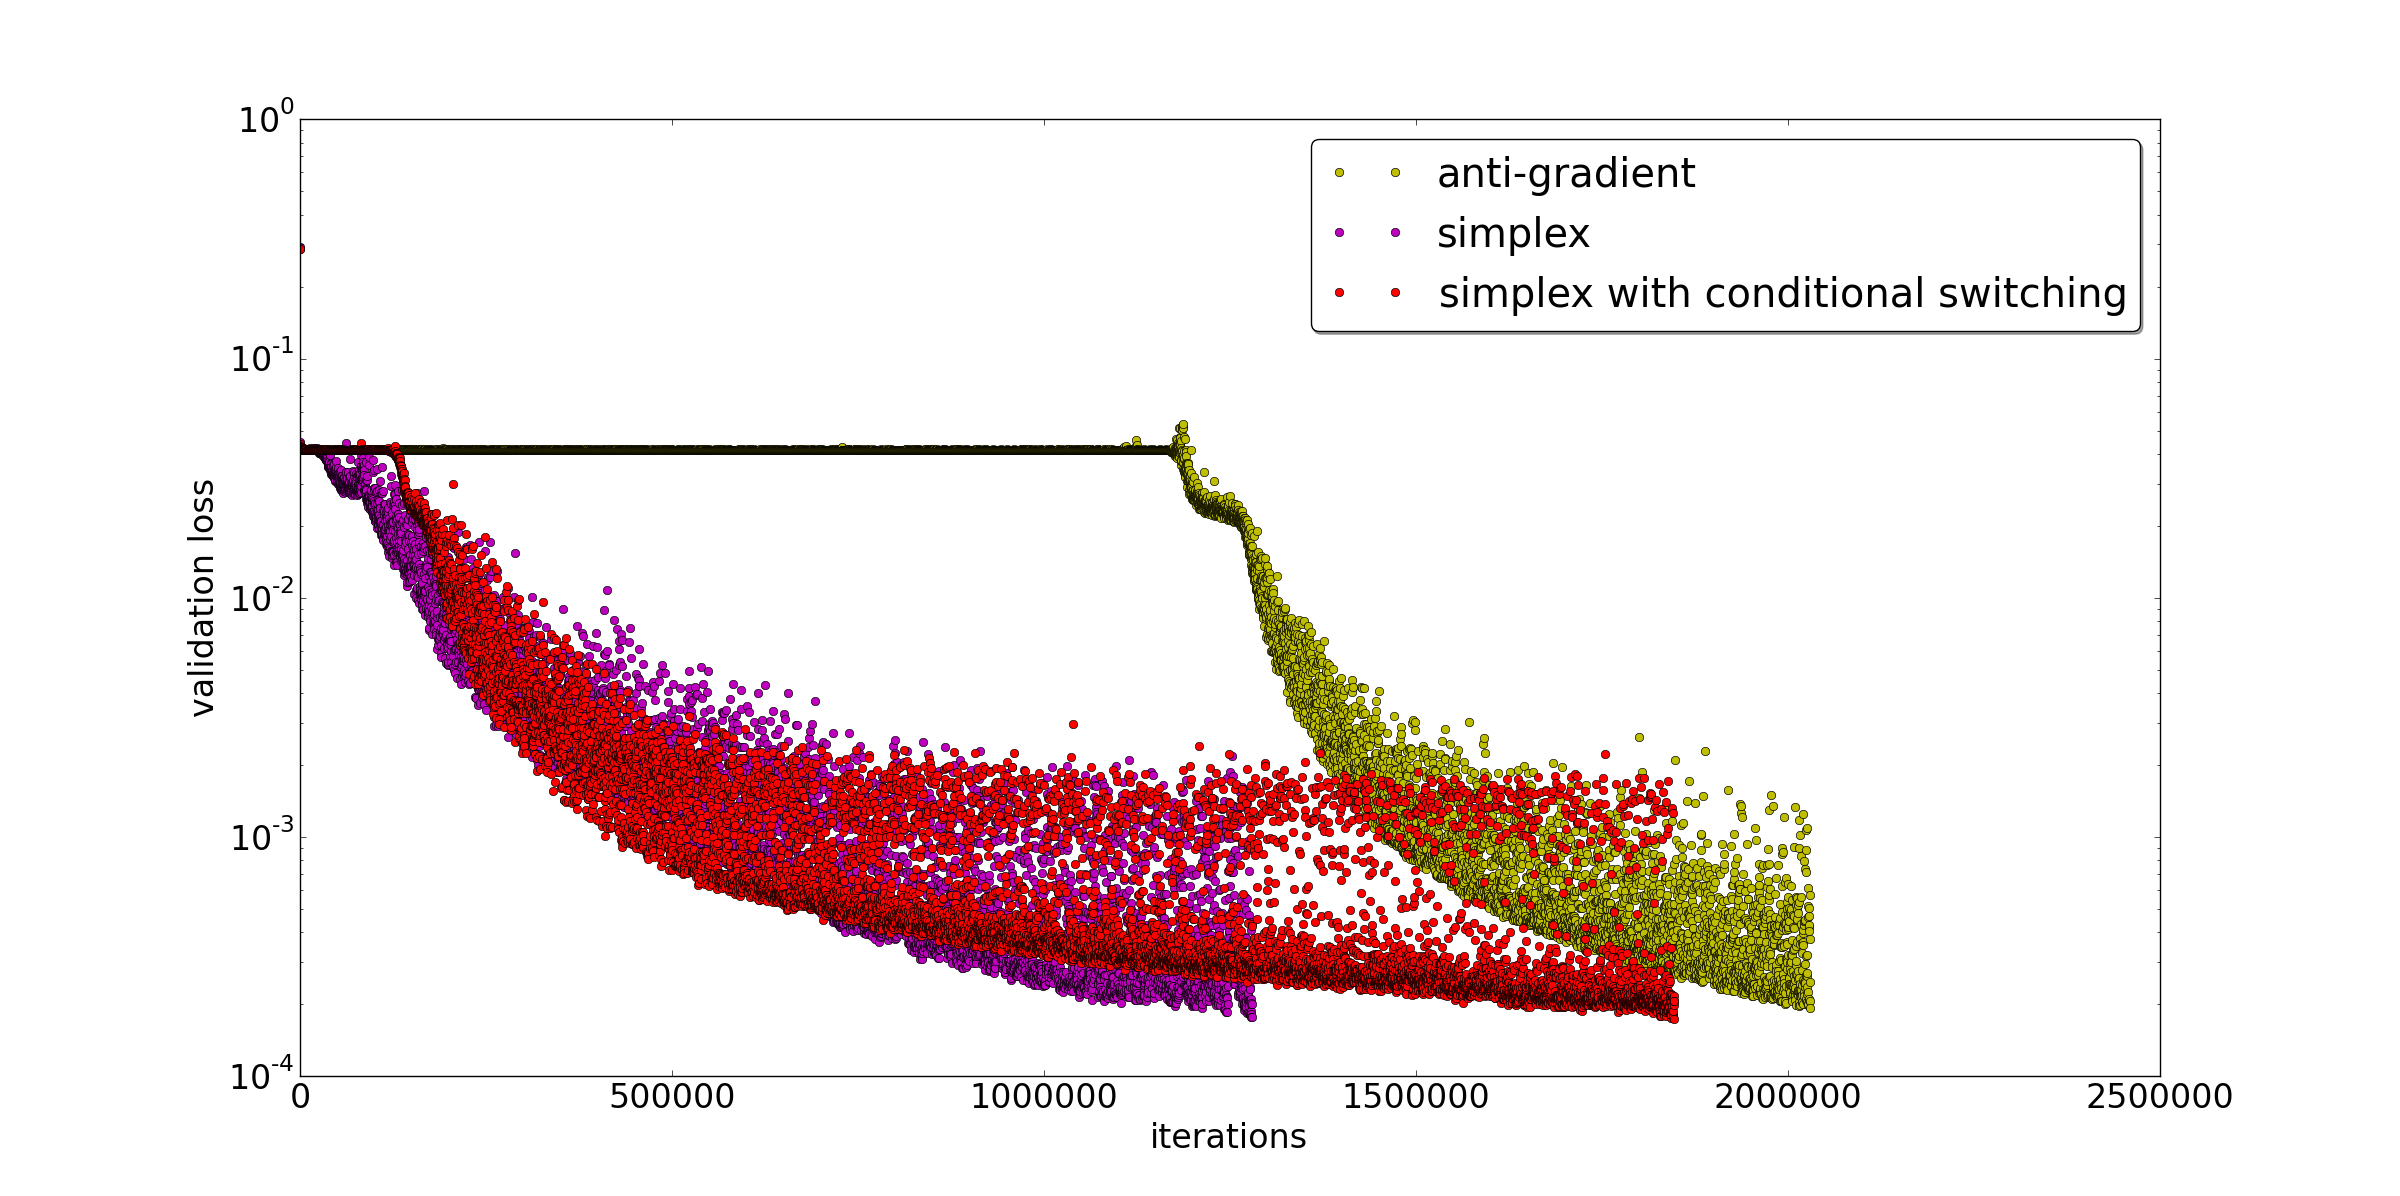 10^0
10^-1
10^-2
10^-3
10^-4
validation loss
anti-gradient
simplex
simplex with conditional switching
0 500000 1000000 1500000 2000000 2500000
iterations